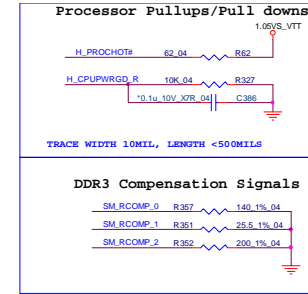 Processor Pullups/Pull downs
1.05VS_VTT
H_PROCHOT# 62_04 R62
H_CPUPWRGD_R 10K_04 R327
*0.1u_10V_X7R_04 C386
TRACE WIDTH 10MIL, LENGTH <500MILS
DDR3 Compensation Signals
SM_RCOMP_0 R357 140_1%_04
SM_RCOMP_1 R351 25.5_1%_04
SM_RCOMP_2 R352 200_1%_04